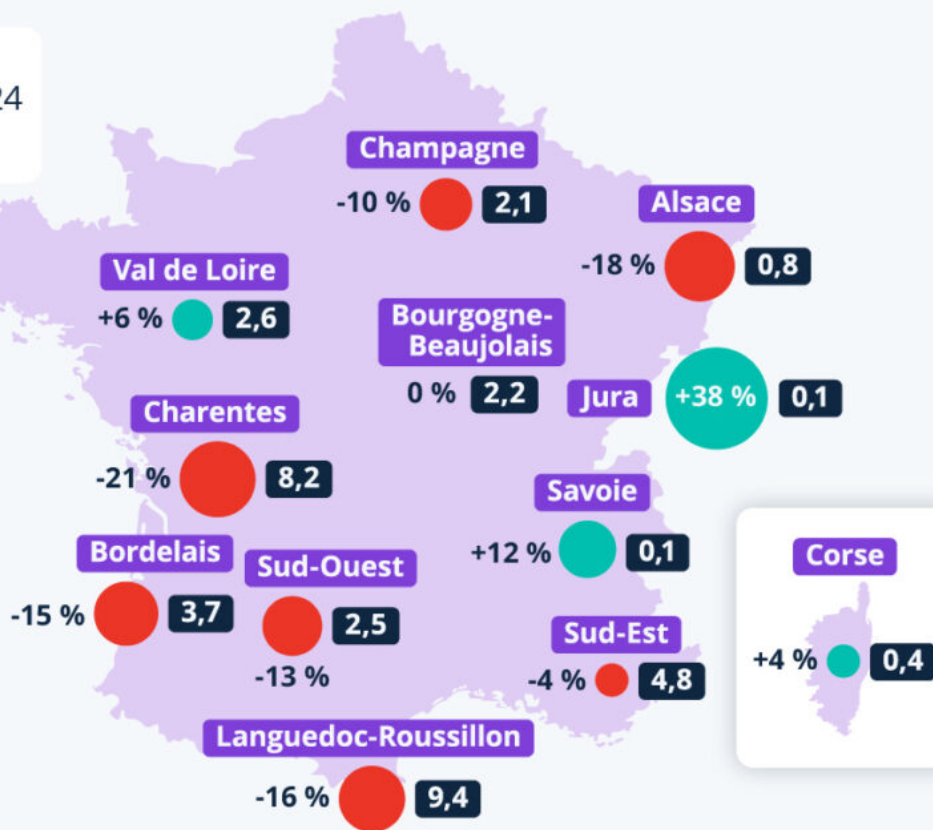 24
Champagne
-10 % 2,1
Alsace
-18 % 0,8
Val de Loire
+6 % 2,6
Bourgogne-
Beaujolais
0 % 2,2
Jura +38 % 0,1
Charentes
-21 % 8,2
Savoie
+12 % 0,1
Bordelais
-15 % 3,7
Sud-Ouest
2,5
-13 %
Sud-Est
-4 % 4,8
Corse
+4 % 0,4
Languedoc-Roussillon
-16 % 9,4